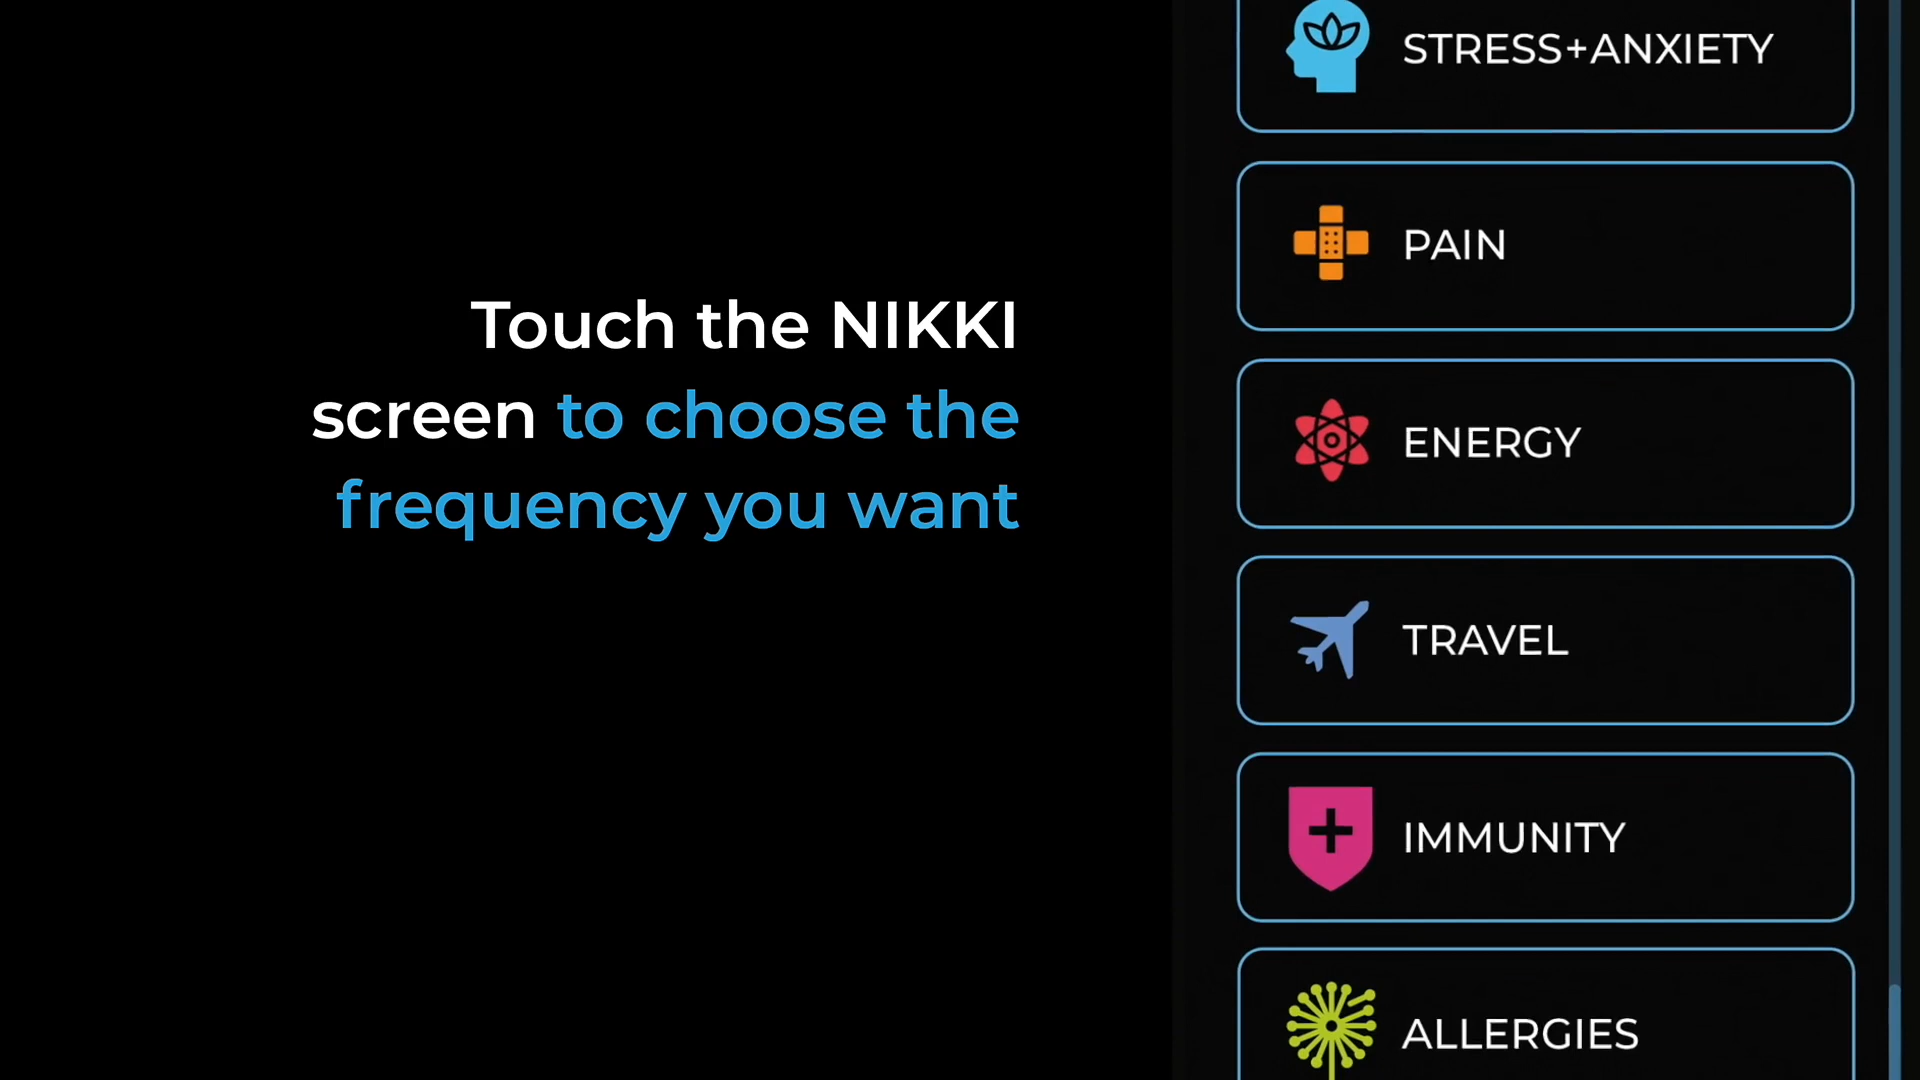 Touch the NIKKI
screen to choose the
frequency you want
STRESS+ANXIETY
PAIN
ENERGY
TRAVEL
IMMUNITY
ALLERGIES